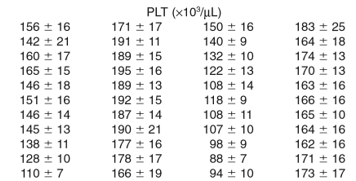 PLT (×10³/μL)
156 ± 16 171 ± 17 150 ± 16 183 ± 25
142 ± 21 191 ± 11 140 ± 9 164 ± 18
160 ± 17 189 ± 15 132 ± 10 174 ± 13
165 ± 15 195 ± 16 122 ± 13 170 ± 13
146 ± 18 189 ± 13 108 ± 14 163 ± 16
151 ± 16 192 ± 15 118 ± 9 166 ± 16
146 ± 14 187 ± 14 108 ± 11 165 ± 10
145 ± 13 190 ± 21 107 ± 10 164 ± 16
138 ± 11 177 ± 16 98 ± 9 162 ± 16
128 ± 10 178 ± 17 88 ± 7 171 ± 16
110 ± 7 166 ± 19 94 ± 10 173 ± 17